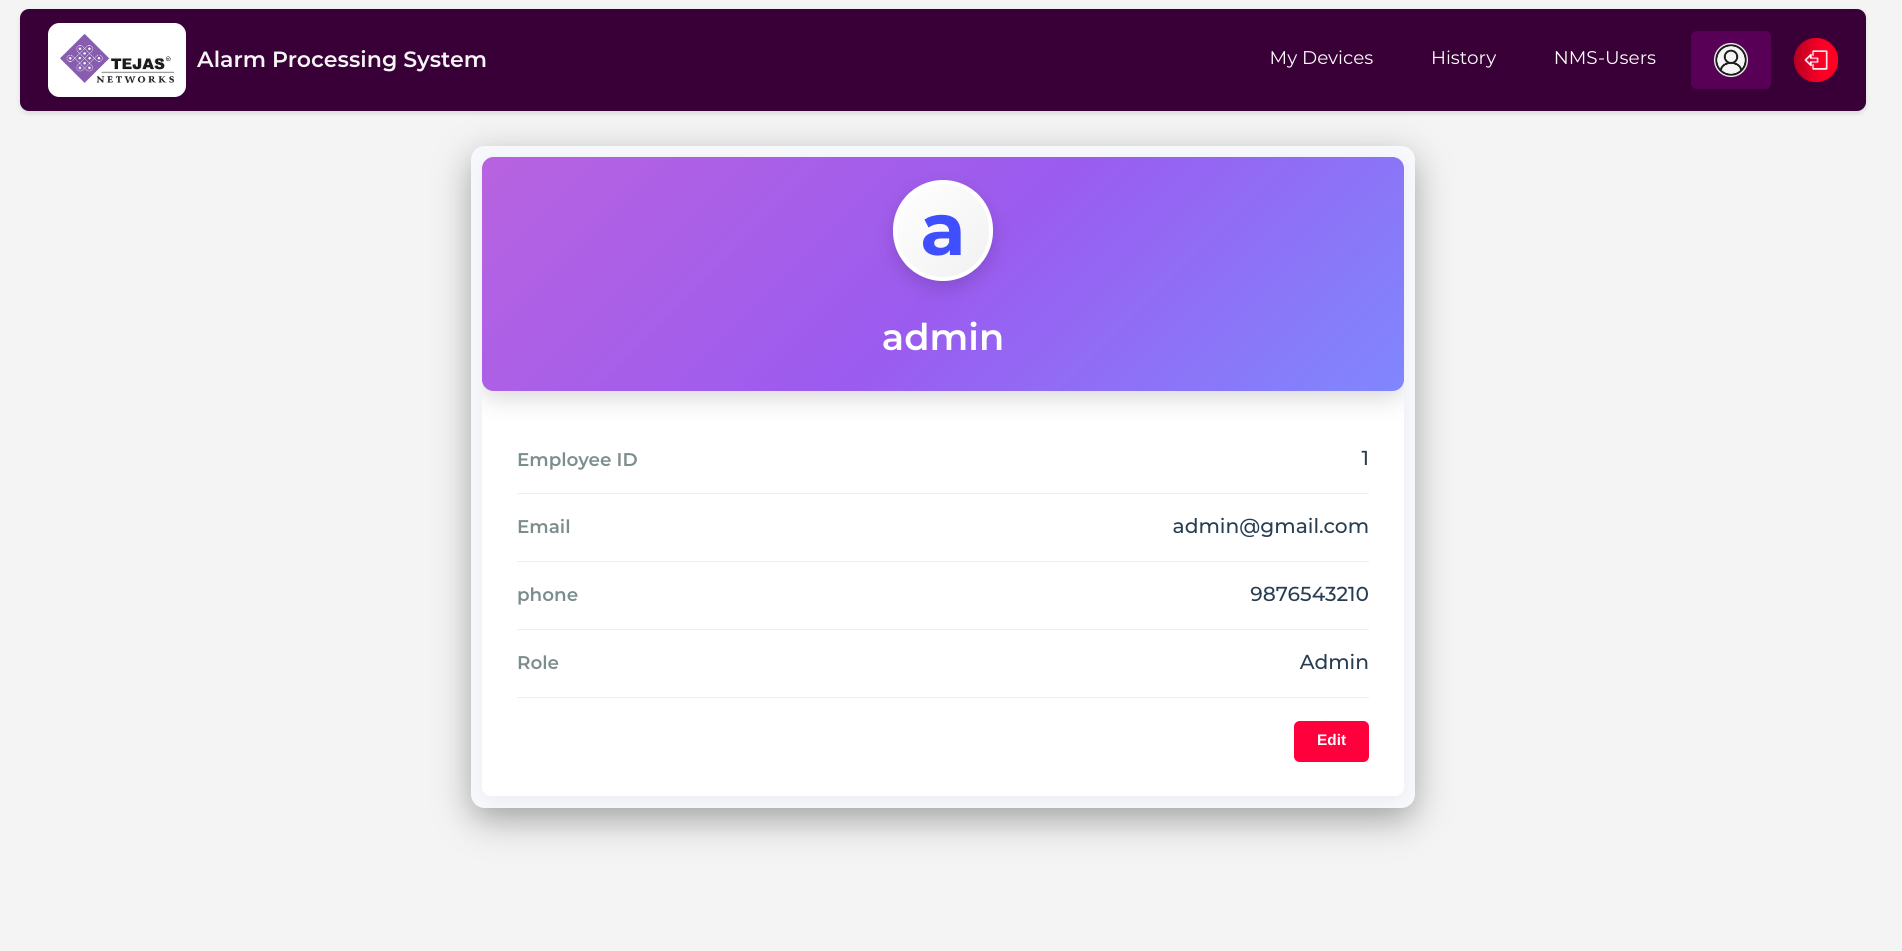 TEJAS®
NETWORKS
Alarm Processing System
My Devices
History
NMS-Users
a
admin
Employee ID 1
Email admin@gmail.com
phone 9876543210
Role Admin
Edit